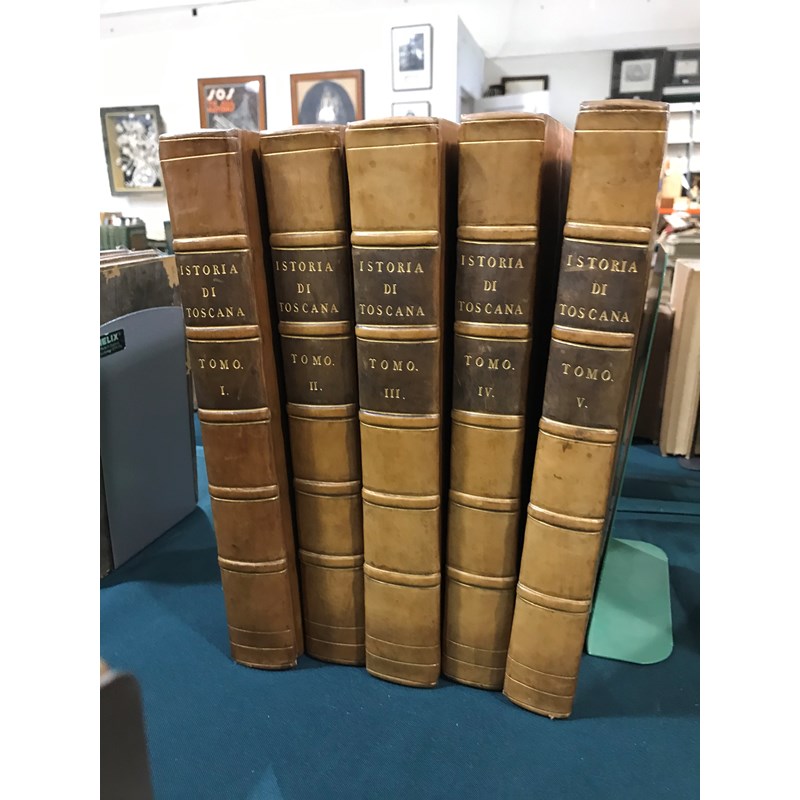 ISTORIA
DI
TOSCANA
TOMO.
I.
ISTORIA
DI
TOSCANA
TOMO.
II.
ISTORIA
DI
TOSCANA
TOMO.
III.
ISTORIA
DI
TOSCANA
TOMO.
IV.
ISTORIA
DI
TOSCANA
TOMO.
V.
SOS